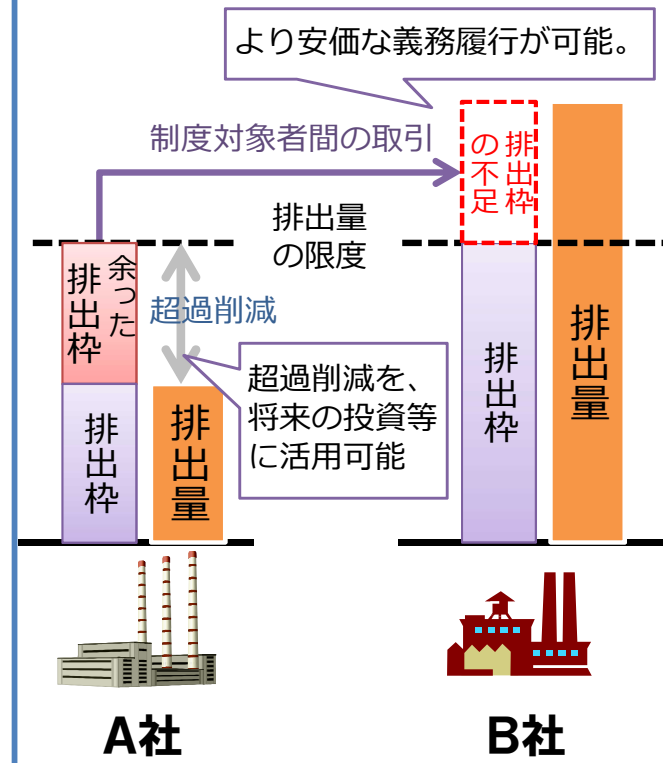 より安価な義務履行が可能。
制度対象者間の取引
排出枠
の不足
排出量
の限度
余った
排出枠
超過削減
超過削減を、
将来の投資等
に活用可能
排出枠
排出量
排出枠
排出量
A社
B社